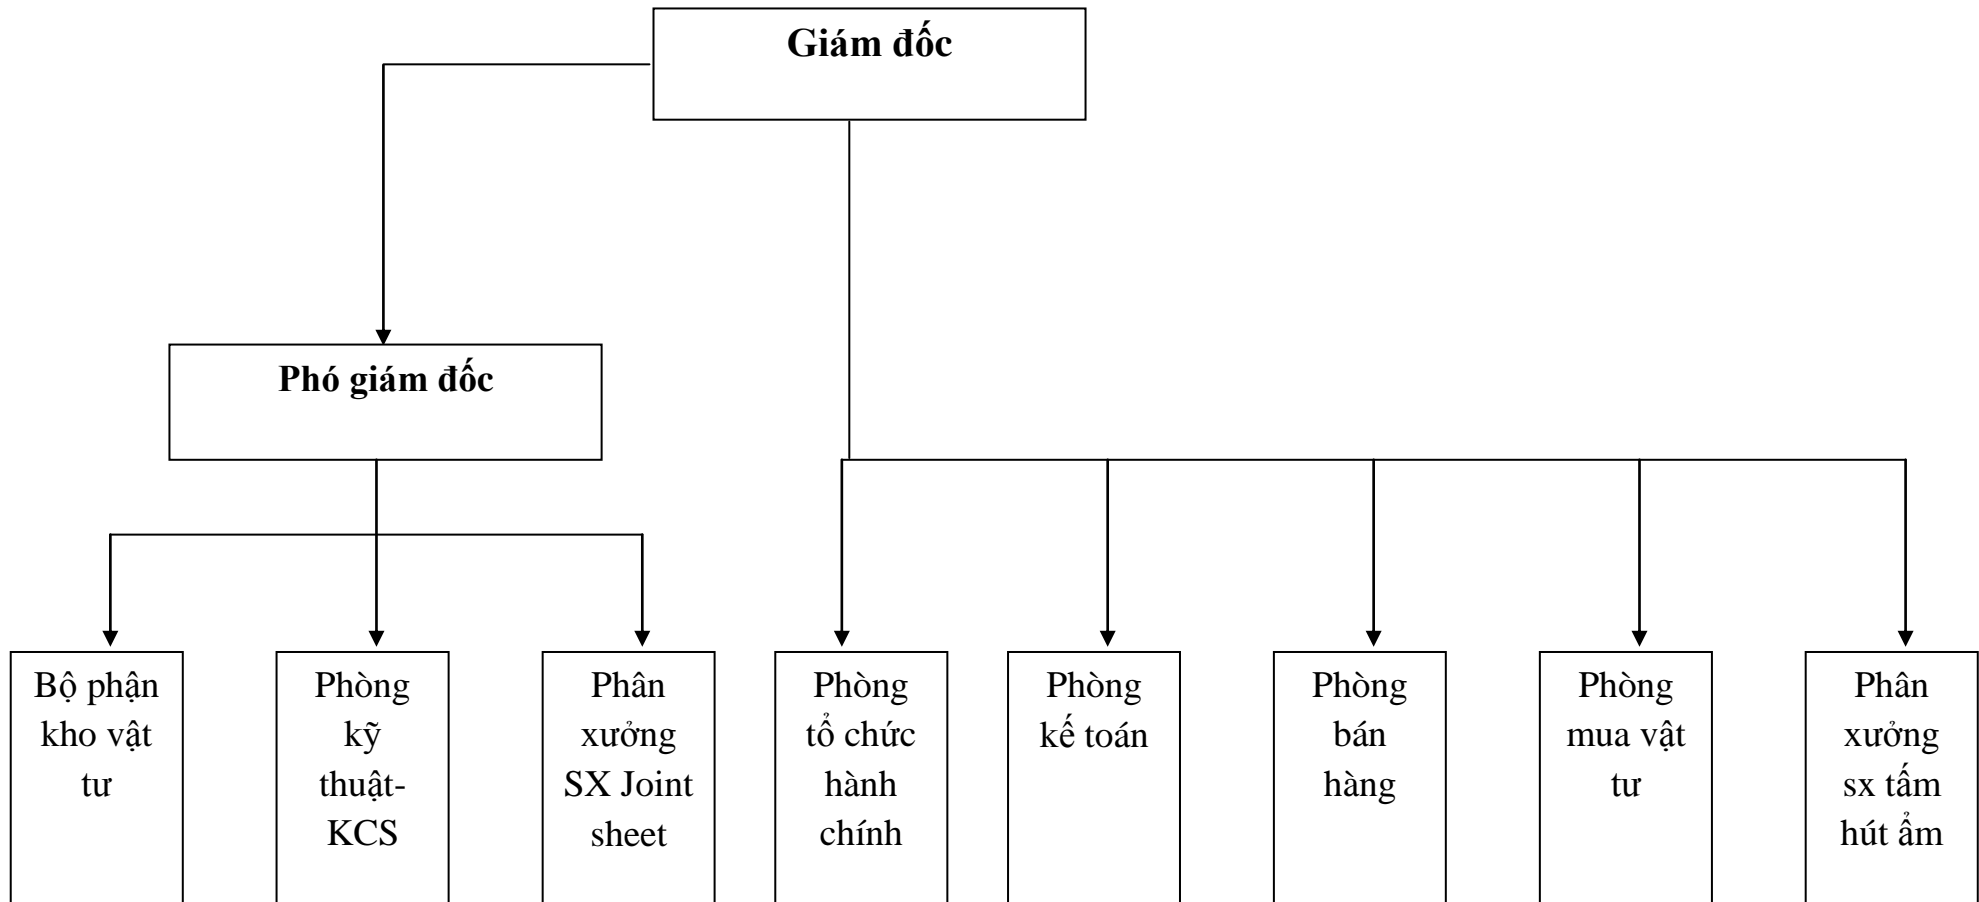 Giám đốc
Phó giám đốc
Bộ phận
kho vật
tư
Phòng
kỹ
thuật-
KCS
Phân
xưởng
SX Joint
sheet
Phòng
tổ chức
hành
chính
Phòng
kế toán
Phòng
bán
hàng
Phòng
mua vật
tư
Phân
xưởng
sx tấm
hút ẩm